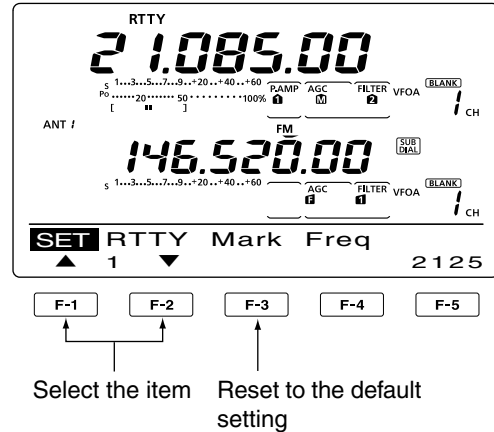 RTTY
21.085.00
S 1...3...5...7...9..+20..+40..+60 P.AMP AGC FILTER VFOA BLANK
Po ......20......50........100% 1 M 2 1 CH
[ ]
ANT 1
FM
146.520.00 SUB DIAL
S 1...3...5...7...9..+20..+40..+60 AGC FILTER VFOA BLANK
F 1 1 CH
SET RTTY Mark Freq
▲ 1 ▼ 2125
F-1 F-2 F-3 F-4 F-5
Select the item Reset to the default
setting